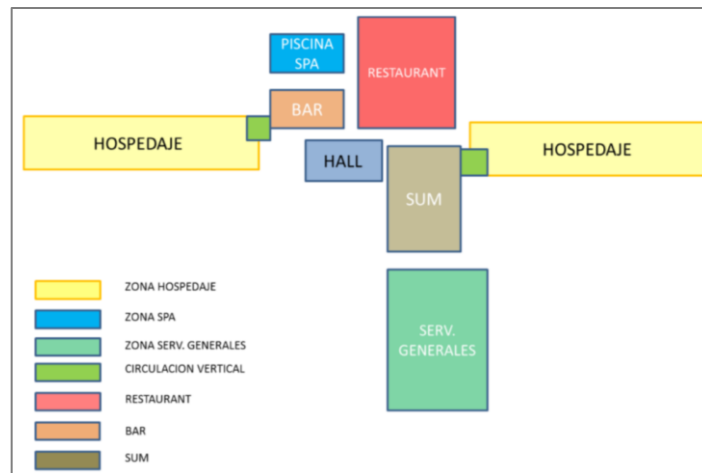 PISCINA
SPA
RESTAURANT
BAR
HOSPEDAJE
HALL
HOSPEDAJE
SUM
SERV.
GENERALES
ZONA HOSPEDAJE
ZONA SPA
ZONA SERV. GENERALES
CIRCULACION VERTICAL
RESTAURANT
BAR
SUM